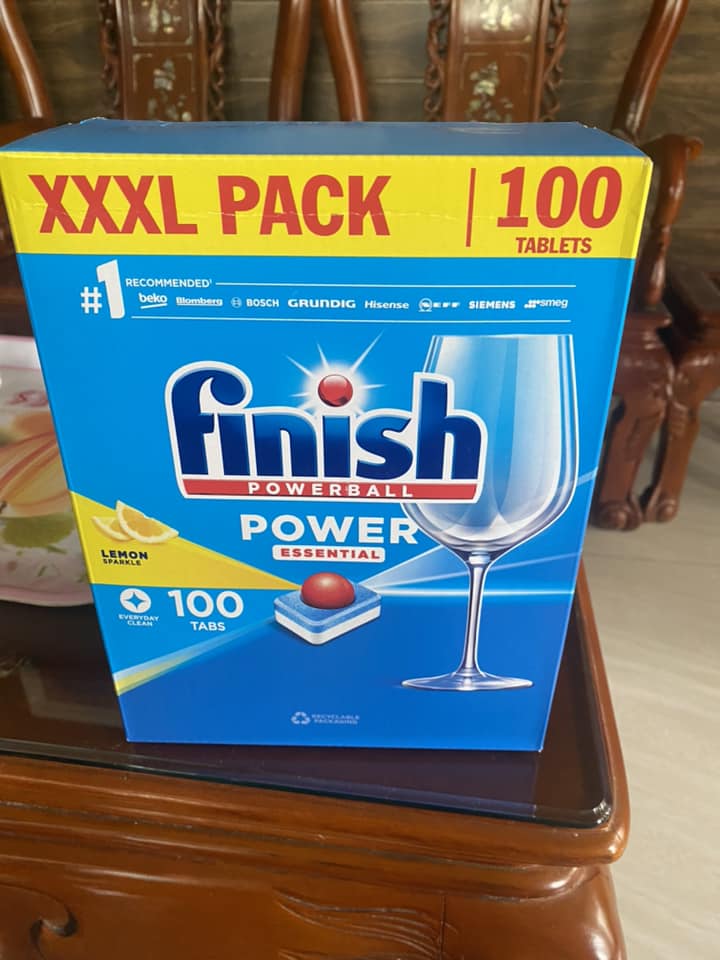 XXXL PACK
100
TABLETS
#1 RECOMMENDED¹
beko Blomberg BOSCH GRUNDIG Hisense NEFF SIEMENS smeg
finish
POWERBALL
POWER
ESSENTIAL
LEMON
SPARKLE
EVERYDAY
CLEAN
100
TABS
RECYCLABLE
PACKAGING